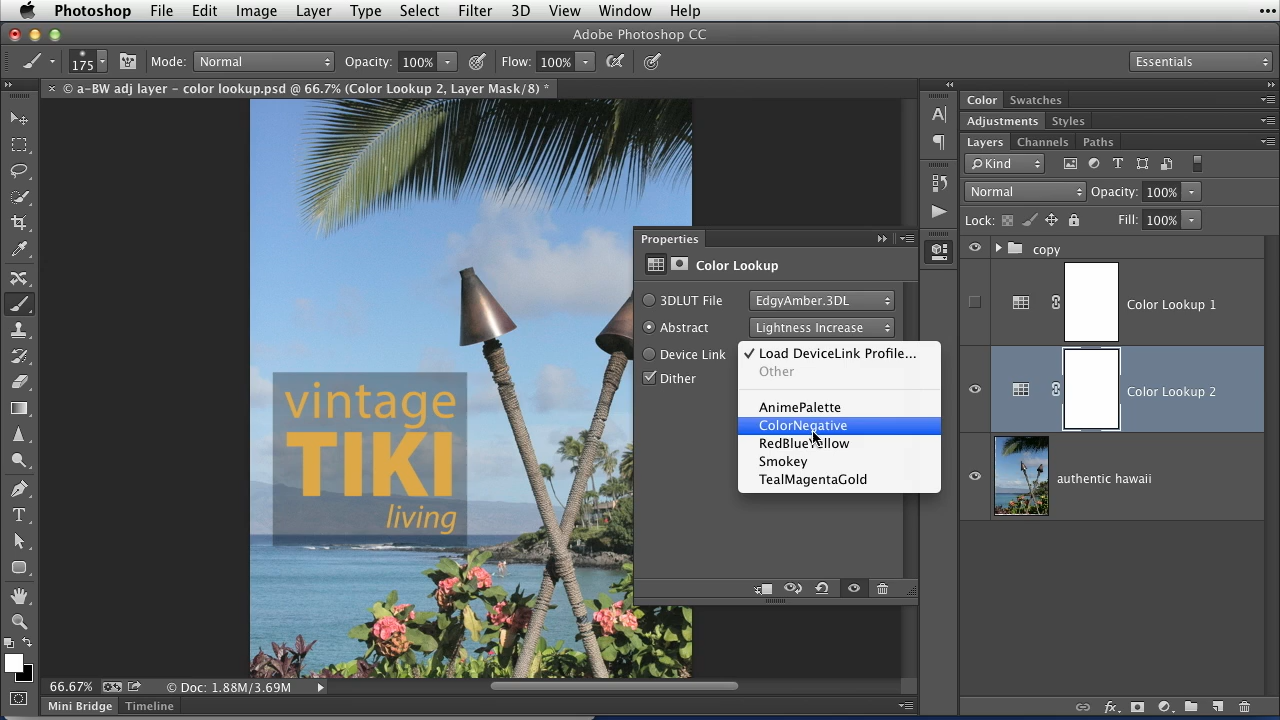 Photoshop File Edit Image Layer Type Select Filter 3D View Window Help
Adobe Photoshop CC
175 Mode: Normal Opacity: 100% Flow: 100% Essentials
× © a-BW adj layer - color lookup.psd @ 66.7% (Color Lookup 2, Layer Mask/8) *
Color Swatches
Adjustments Styles
Layers Channels Paths
Kind
Normal Opacity: 100%
Lock: Fill: 100%
copy
Color Lookup 1
Color Lookup 2
authentic hawaii
Properties
Color Lookup
3DLUT File EdgyAmber.3DL
Abstract Lightness Increase
Device Link
Dither
✓ Load DeviceLink Profile...
Other
AnimePalette
ColorNegative
RedBlueYellow
Smokey
TealMagentaGold
vintage
TIKI
living
66.67% © Doc: 1.88M/3.69M
Mini Bridge Timeline